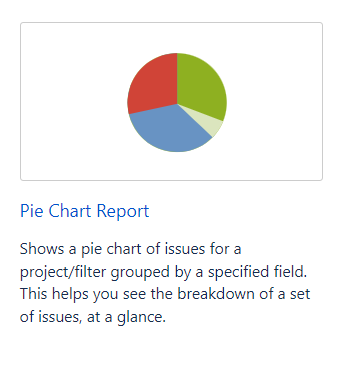 Pie Chart Report
Shows a pie chart of issues for a
project/filter grouped by a specified field.
This helps you see the breakdown of a set
of issues, at a glance.